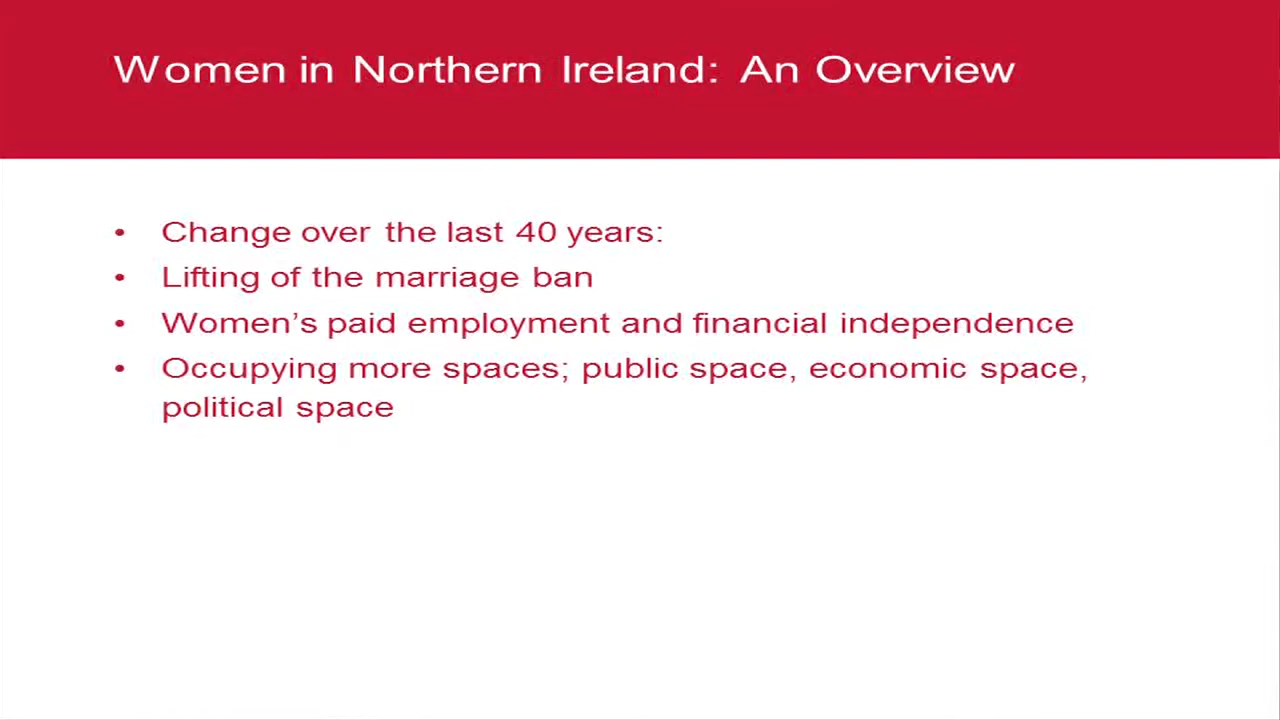 Women in Northern Ireland: An Overview
• Change over the last 40 years:
• Lifting of the marriage ban
• Women’s paid employment and financial independence
• Occupying more spaces; public space, economic space,
political space